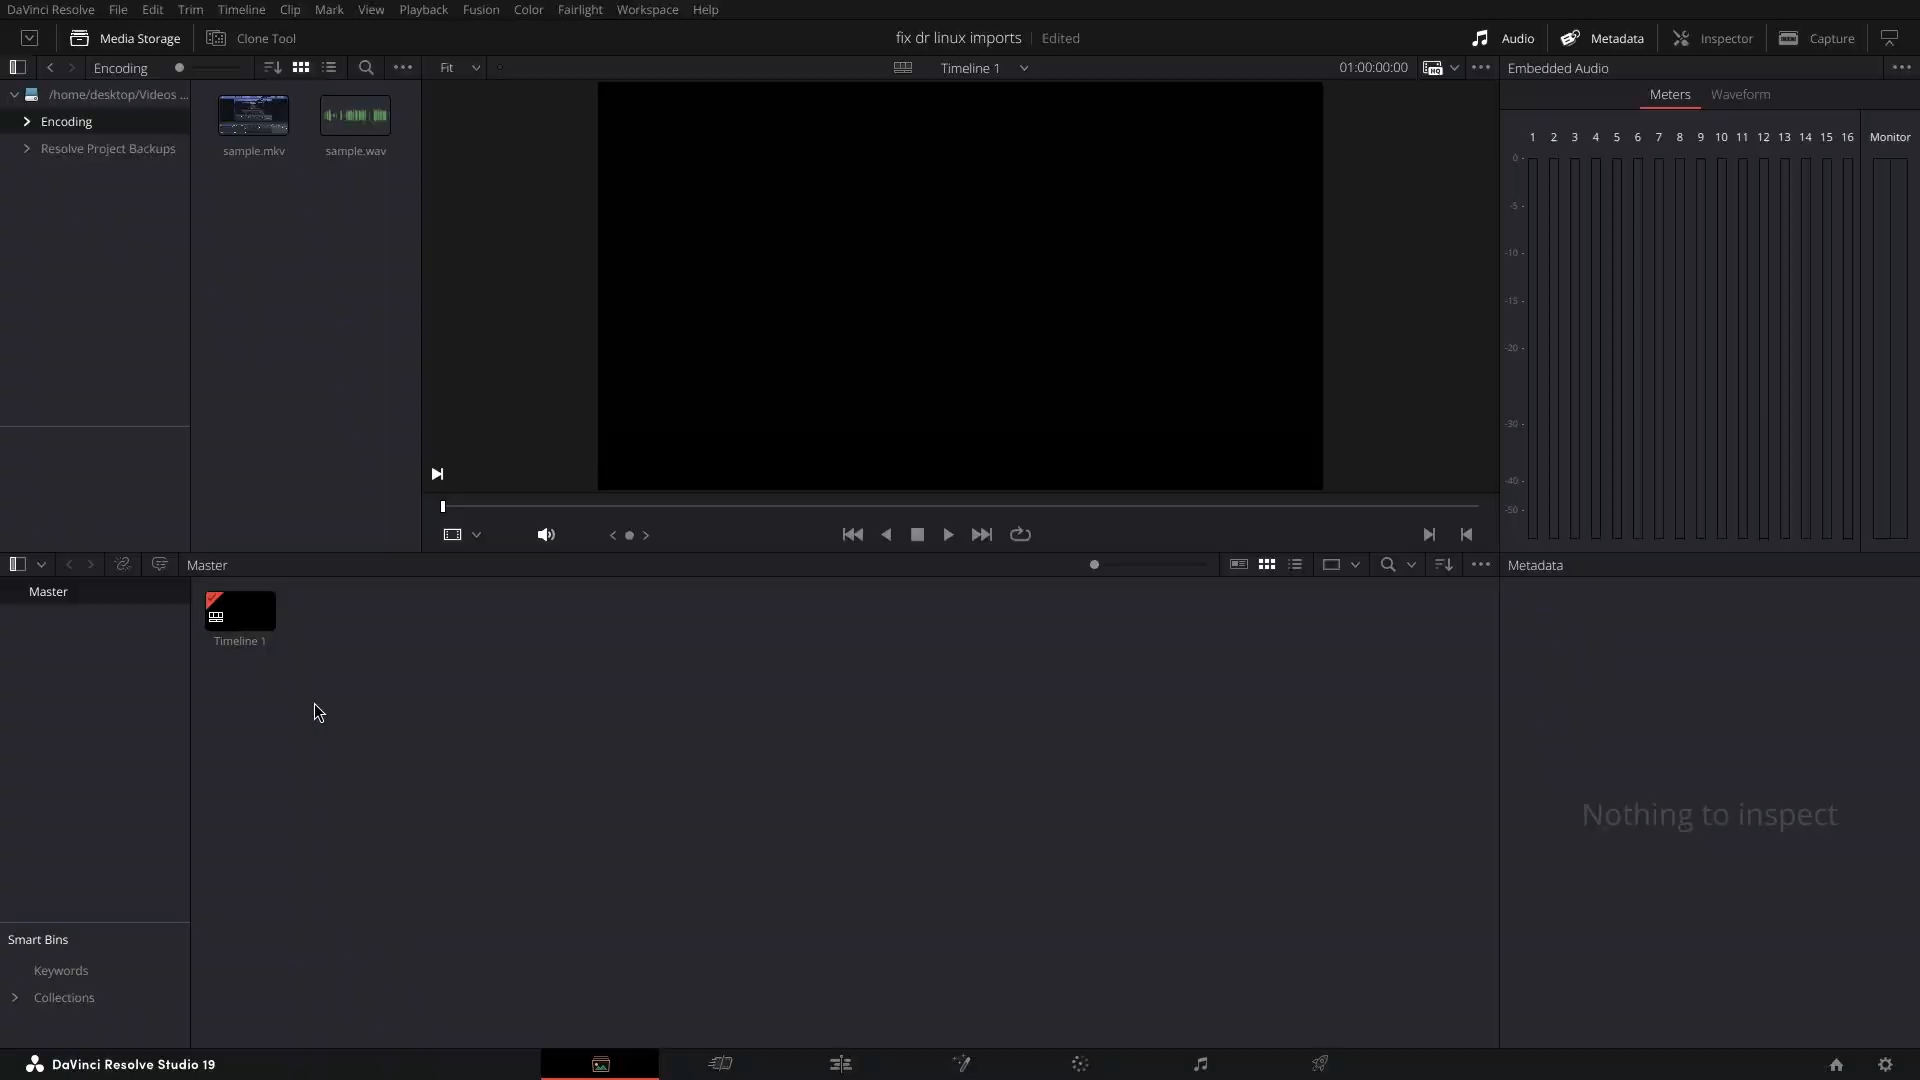 DaVinci Resolve File Edit Trim Timeline Clip Mark View Playback Fusion Color Fairlight Workspace Help
Media Storage Clone Tool fix dr linux imports Edited Audio Metadata Inspector Capture
Encoding Fit Timeline 1 01:00:00:00 HQ Embedded Audio
/home/desktop/Videos ...
Encoding
Resolve Project Backups
sample.mkv sample.wav
Meters Waveform
1 2 3 4 5 6 7 8 9 10 11 12 13 14 15 16 Monitor
0
-5
-10
-15
-20
-30
-40
-50
Master Metadata
Master
Timeline 1
Nothing to inspect
Smart Bins
Keywords
Collections
DaVinci Resolve Studio 19